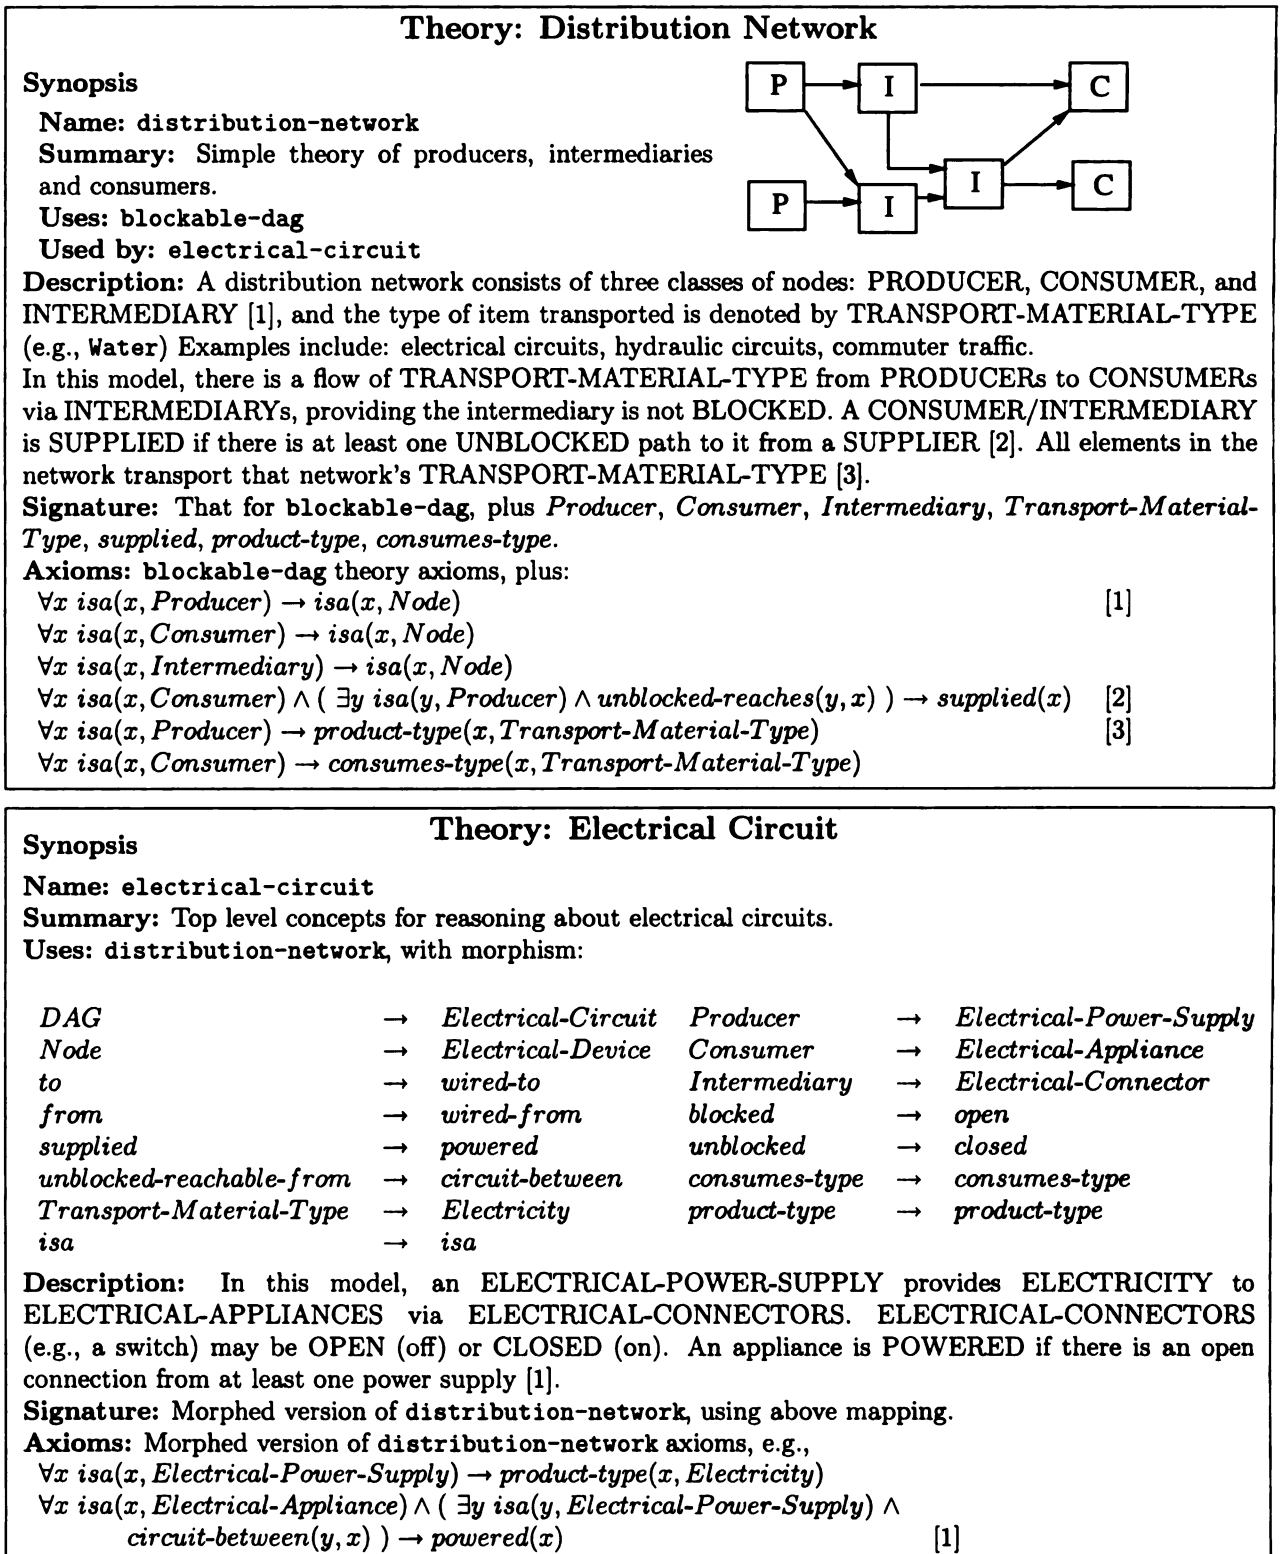 Theory: Distribution Network
P I C
Synopsis
Name: distribution-network
Summary: Simple theory of producers, intermediaries
and consumers.
I C
P I
Uses: blockable-dag
Used by: electrical-circuit
Description: A distribution network consists of three classes of nodes: PRODUCER, CONSUMER, and
INTERMEDIARY [1], and the type of item transported is denoted by TRANSPORT-MATERIAL-TYPE
(e.g., Water) Examples include: electrical circuits, hydraulic circuits, commuter traffic.
In this model, there is a flow of TRANSPORT-MATERIAL-TYPE from PRODUCERs to CONSUMERs
via INTERMEDIARYs, providing the intermediary is not BLOCKED. A CONSUMER/INTERMEDIARY
is SUPPLIED if there is at least one UNBLOCKED path to it from a SUPPLIER [2]. All elements in the
network transport that network's TRANSPORT-MATERIAL-TYPE [3].
Signature: That for blockable-dag, plus Producer, Consumer, Intermediary, Transport-Material-
Type, supplied, product-type, consumes-type.
Axioms: blockable-dag theory axioms, plus:
∀x isa(x, Producer) → isa(x, Node) [1]
∀x isa(x, Consumer) → isa(x, Node)
∀x isa(x, Intermediary) → isa(x, Node)
∀x isa(x, Consumer) ∧ ( ∃y isa(y, Producer) ∧ unblocked-reaches(y, x) ) → supplied(x) [2]
∀x isa(x, Producer) → product-type(x, Transport-Material-Type) [3]
∀x isa(x, Consumer) → consumes-type(x, Transport-Material-Type)
Theory: Electrical Circuit
Synopsis
Name: electrical-circuit
Summary: Top level concepts for reasoning about electrical circuits.
Uses: distribution-network, with morphism:
DAG → Electrical-Circuit Producer → Electrical-Power-Supply
Node → Electrical-Device Consumer → Electrical-Appliance
to → wired-to Intermediary → Electrical-Connector
from → wired-from blocked → open
supplied → powered unblocked → closed
unblocked-reachable-from → circuit-between consumes-type → consumes-type
Transport-Material-Type → Electricity product-type → product-type
isa → isa
Description: In this model, an ELECTRICAL-POWER-SUPPLY provides ELECTRICITY to
ELECTRICAL-APPLIANCES via ELECTRICAL-CONNECTORS. ELECTRICAL-CONNECTORS
(e.g., a switch) may be OPEN (off) or CLOSED (on). An appliance is POWERED if there is an open
connection from at least one power supply [1].
Signature: Morphed version of distribution-network, using above mapping.
Axioms: Morphed version of distribution-network axioms, e.g.,
∀x isa(x, Electrical-Power-Supply) → product-type(x, Electricity)
∀x isa(x, Electrical-Appliance) ∧ ( ∃y isa(y, Electrical-Power-Supply) ∧
circuit-between(y, x) ) → powered(x) [1]